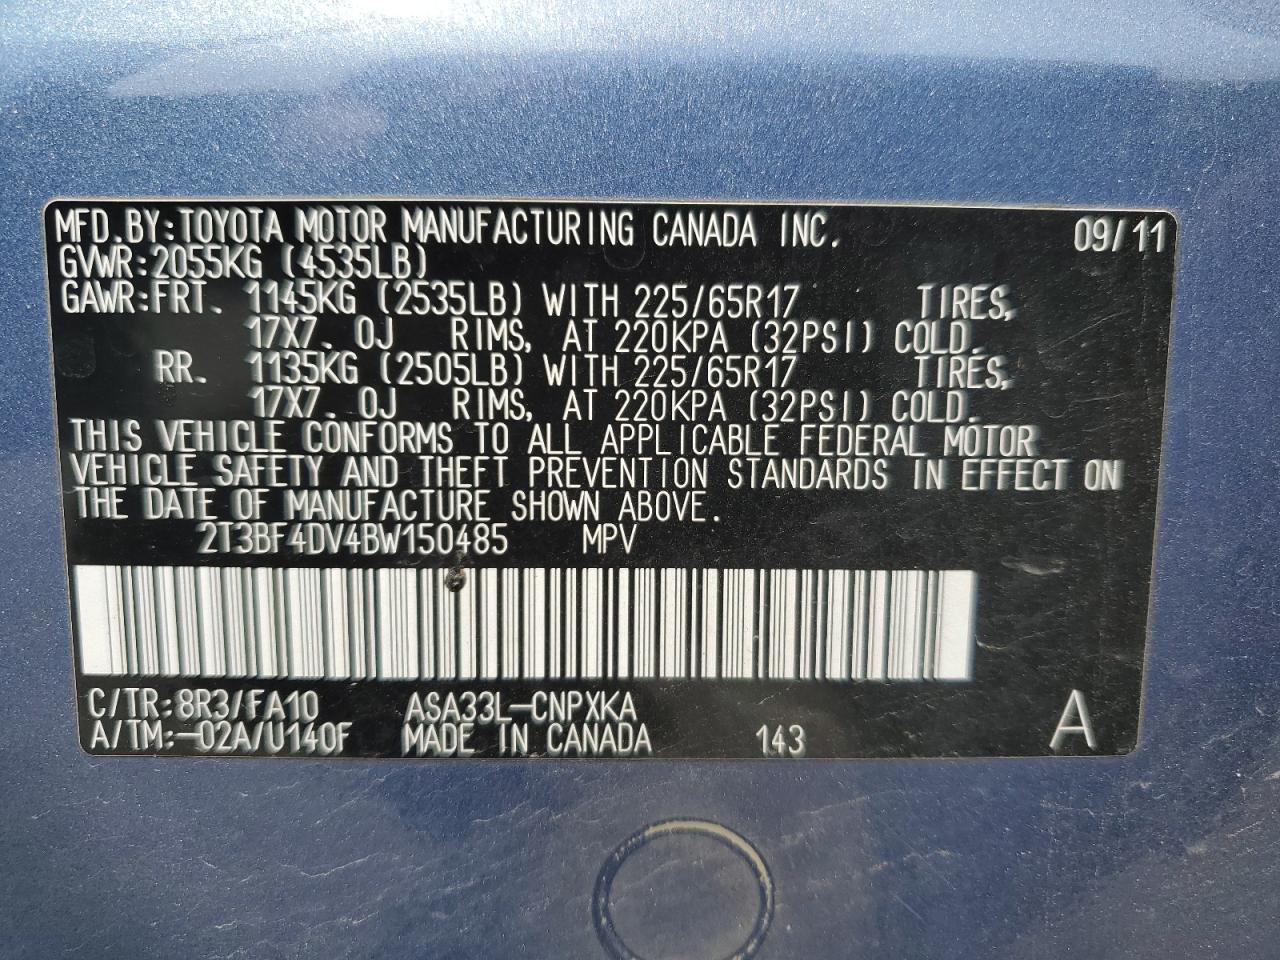 MFD.BY:TOYOTA MOTOR MANUFACTURING CANADA INC. 09/11
GVWR:2055KG (4535LB)
GAWR:FRT. 1145KG (2535LB) WITH 225/65R17 TIRES,
17X7.0J RIMS, AT 220KPA (32PSI) COLD.
RR. 1135KG (2505LB) WITH 225/65R17 TIRES,
17X7.0J RIMS, AT 220KPA (32PSI) COLD.
THIS VEHICLE CONFORMS TO ALL APPLICABLE FEDERAL MOTOR
VEHICLE SAFETY AND THEFT PREVENTION STANDARDS IN EFFECT ON
THE DATE OF MANUFACTURE SHOWN ABOVE.
2T3BF4DV4BW150485 MPV
C/TR:8R3/FA10 ASA33L-CNPXKA A
A/TM:-02A/U140F MADE IN CANADA 143